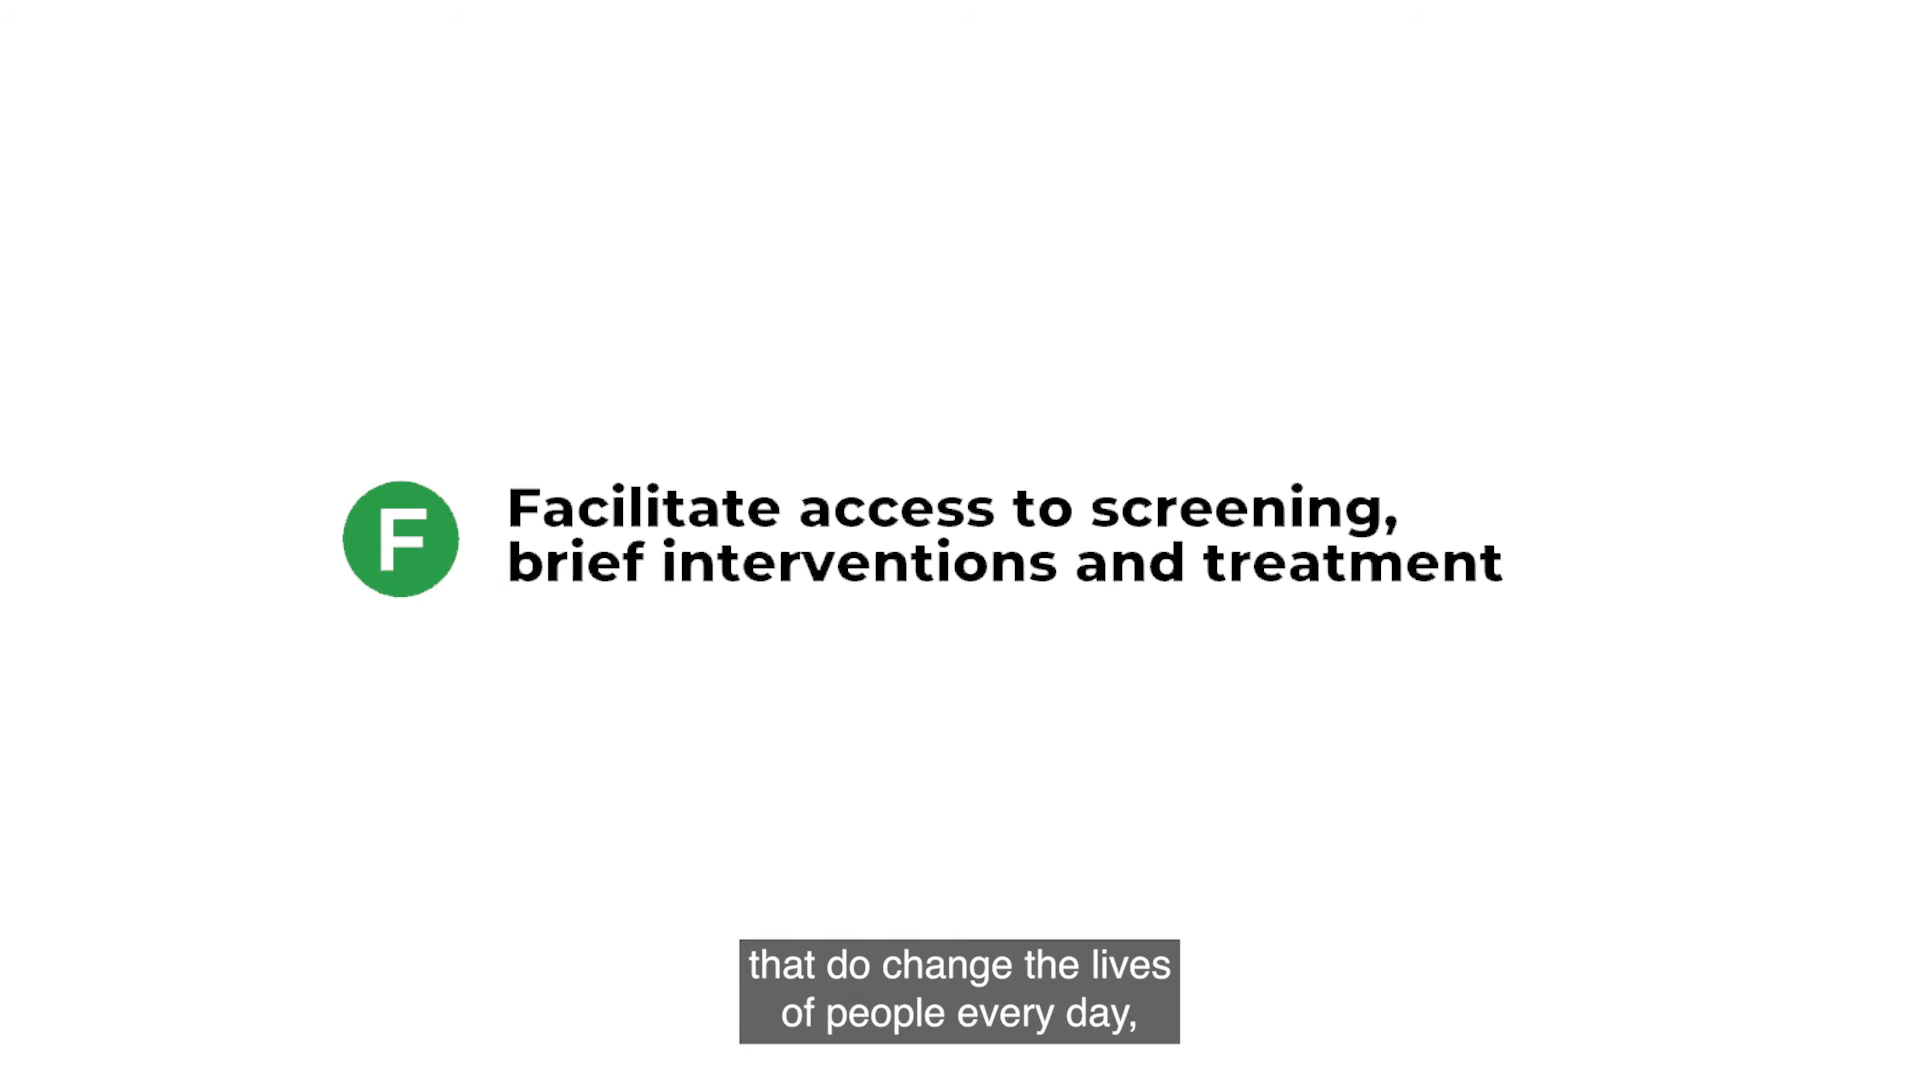 F
Facilitate access to screening,
brief interventions and treatment
that do change the lives
of people every day,